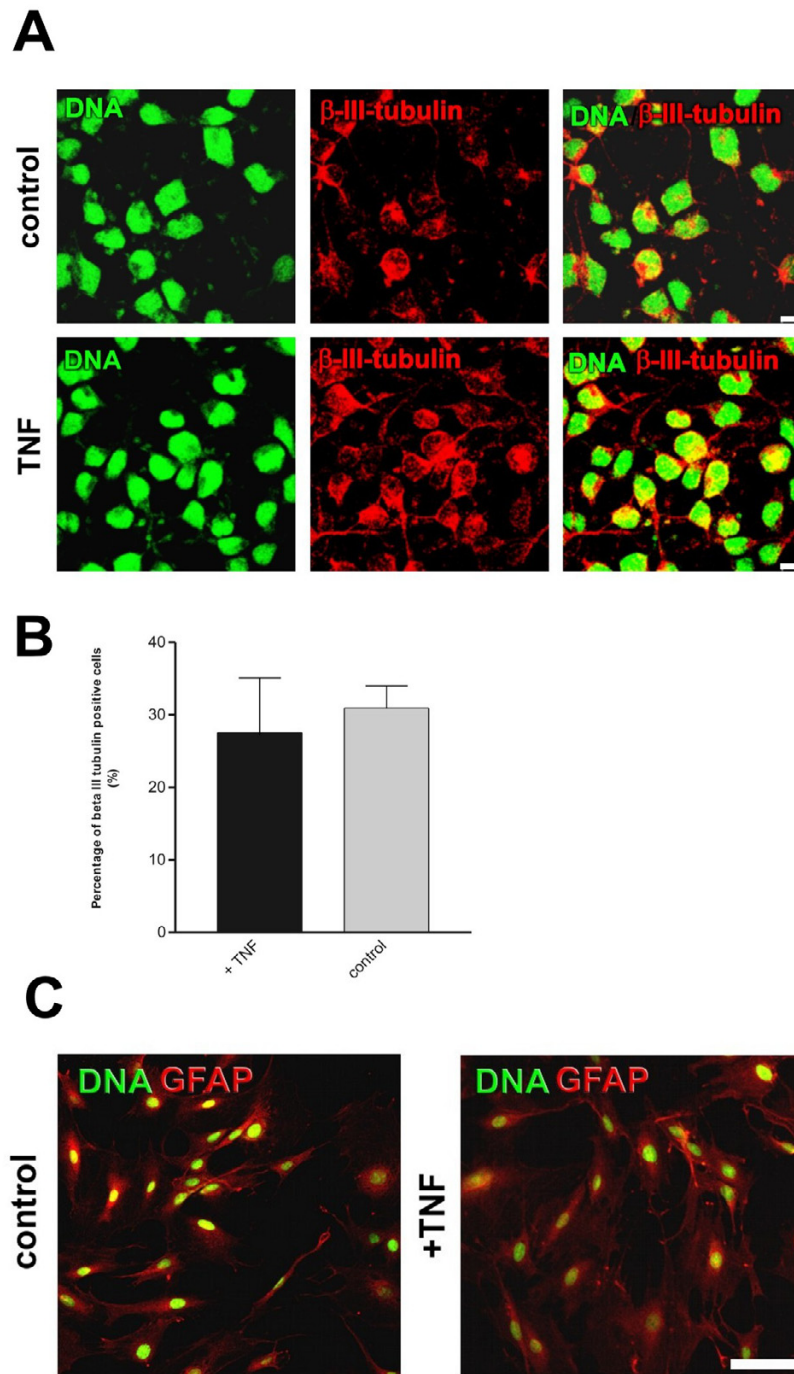 A
control
DNA
β-III-tubulin
DNA β-III-tubulin
TNF
DNA
β-III-tubulin
DNA β-III-tubulin
B
Percentage of beta III tubulin positive cells
(%)
40
30
20
10
0
+ TNF
control
C
control
DNA GFAP
+TNF
DNA GFAP